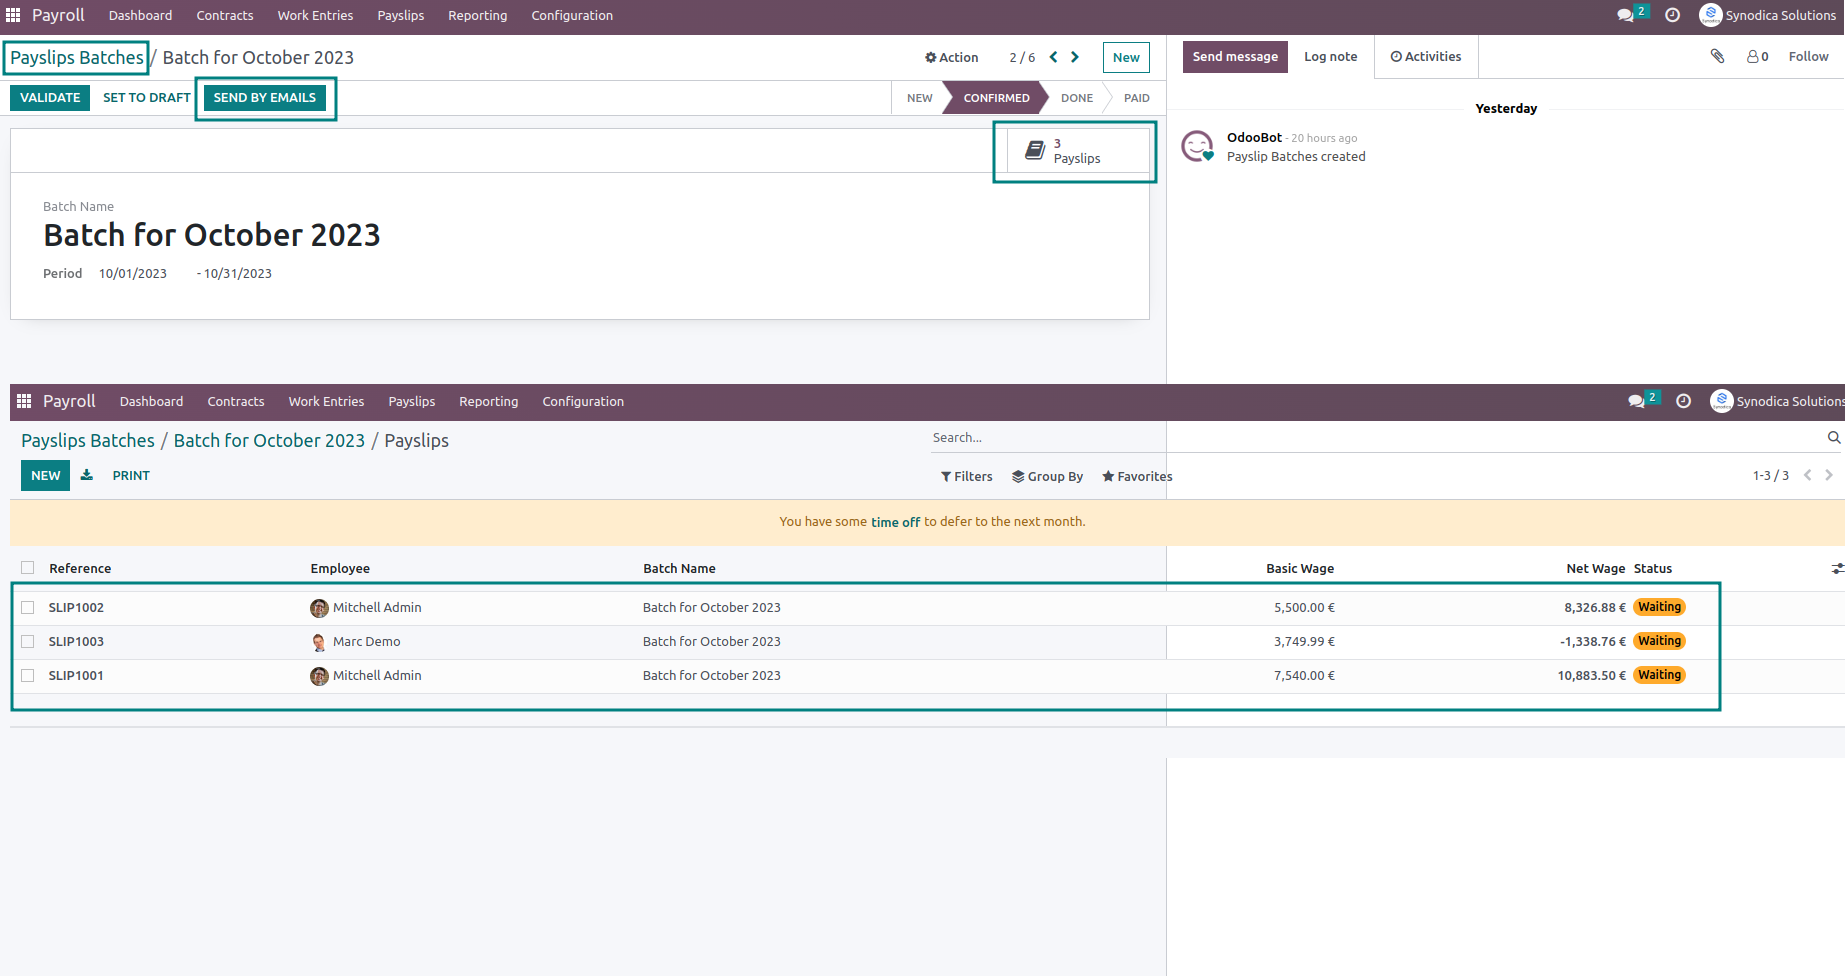 Payroll Dashboard Contracts Work Entries Payslips Reporting Configuration 2 Synodica Solutions
Payslips Batches / Batch for October 2023 Action 2 / 6 New Send message Log note Activities 0 Follow
VALIDATE SET TO DRAFT SEND BY EMAILS NEW CONFIRMED DONE PAID
Yesterday
3
Payslips
OdooBot - 20 hours ago
Payslip Batches created
Batch Name
Batch for October 2023
Period 10/01/2023 - 10/31/2023
Payroll Dashboard Contracts Work Entries Payslips Reporting Configuration 2 Synodica Solutions
Payslips Batches / Batch for October 2023 / Payslips Search...
NEW PRINT Filters Group By Favorites 1-3 / 3
You have some time off to defer to the next month.
Reference Employee Batch Name Basic Wage Net Wage Status
SLIP1002 Mitchell Admin Batch for October 2023 5,500.00 € 8,326.88 € Waiting
SLIP1003 Marc Demo Batch for October 2023 3,749.99 € -1,338.76 € Waiting
SLIP1001 Mitchell Admin Batch for October 2023 7,540.00 € 10,883.50 € Waiting